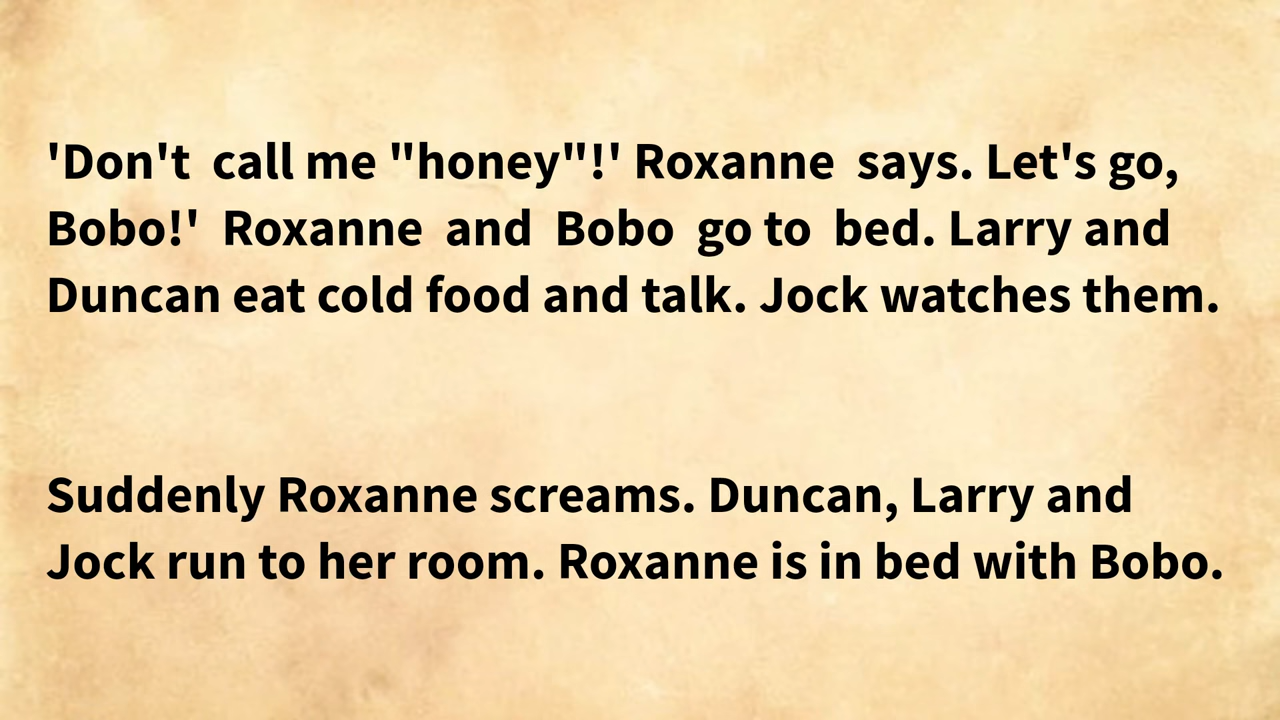 'Don't  call me "honey"!' Roxanne  says. Let's go,
Bobo!'  Roxanne  and  Bobo  go to  bed. Larry and
Duncan eat cold food and talk. Jock watches them.
Suddenly Roxanne screams. Duncan, Larry and
Jock run to her room. Roxanne is in bed with Bobo.